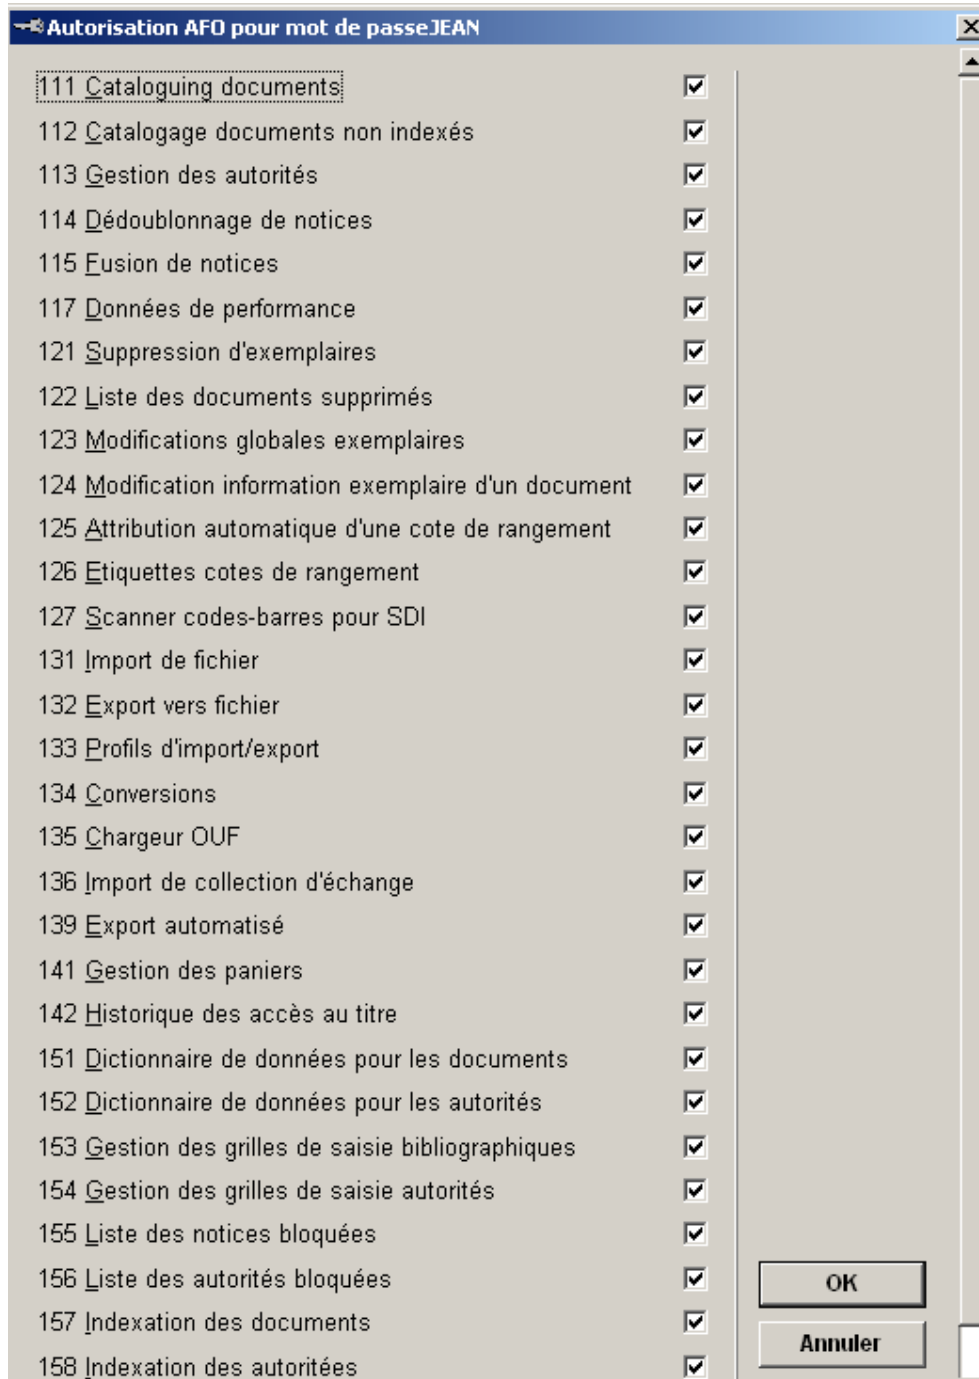 Autorisation AFO pour mot de passeJEAN
111 Cataloguing documents
112 Catalogage documents non indexés
113 Gestion des autorités
114 Dédoublonnage de notices
115 Fusion de notices
117 Données de performance
121 Suppression d'exemplaires
122 Liste des documents supprimés
123 Modifications globales exemplaires
124 Modification information exemplaire d'un document
125 Attribution automatique d'une cote de rangement
126 Etiquettes cotes de rangement
127 Scanner codes-barres pour SDI
131 Import de fichier
132 Export vers fichier
133 Profils d'import/export
134 Conversions
135 Chargeur OUF
136 Import de collection d'échange
139 Export automatisé
141 Gestion des paniers
142 Historique des accès au titre
151 Dictionnaire de données pour les documents
152 Dictionnaire de données pour les autorités
153 Gestion des grilles de saisie bibliographiques
154 Gestion des grilles de saisie autorités
155 Liste des notices bloquées
156 Liste des autorités bloquées
157 Indexation des documents
158 Indexation des autoritées
OK
Annuler